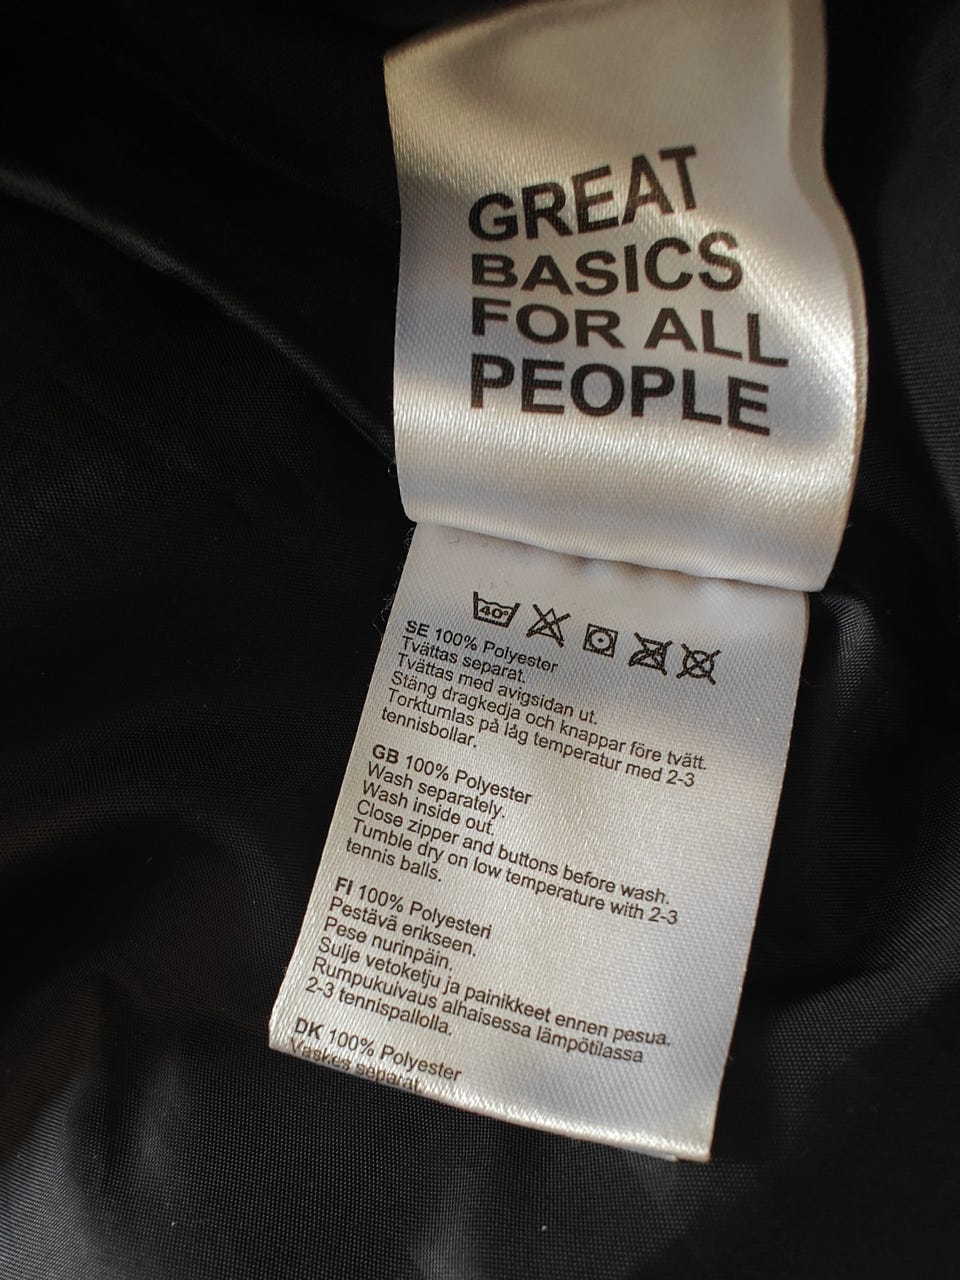 GREAT
BASICS
FOR ALL
PEOPLE
40°
SE 100% Polyester
Tvättas separat.
Tvättas med avigsidan ut.
Stäng dragkedja och knappar före tvätt.
Torktumlas på låg temperatur med 2-3
tennisbollar.
GB 100% Polyester
Wash separately.
Wash inside out.
Close zipper and buttons before wash.
Tumble dry on low temperature with 2-3
tennis balls.
FI 100% Polyesteri
Pestävä erikseen.
Pese nurinpäin.
Sulje vetoketju ja painikkeet ennen pesua.
Rumpukuivaus alhaisessa lämpötilassa
2-3 tennispallolla.
DK 100% Polyester
Vaskes separat.